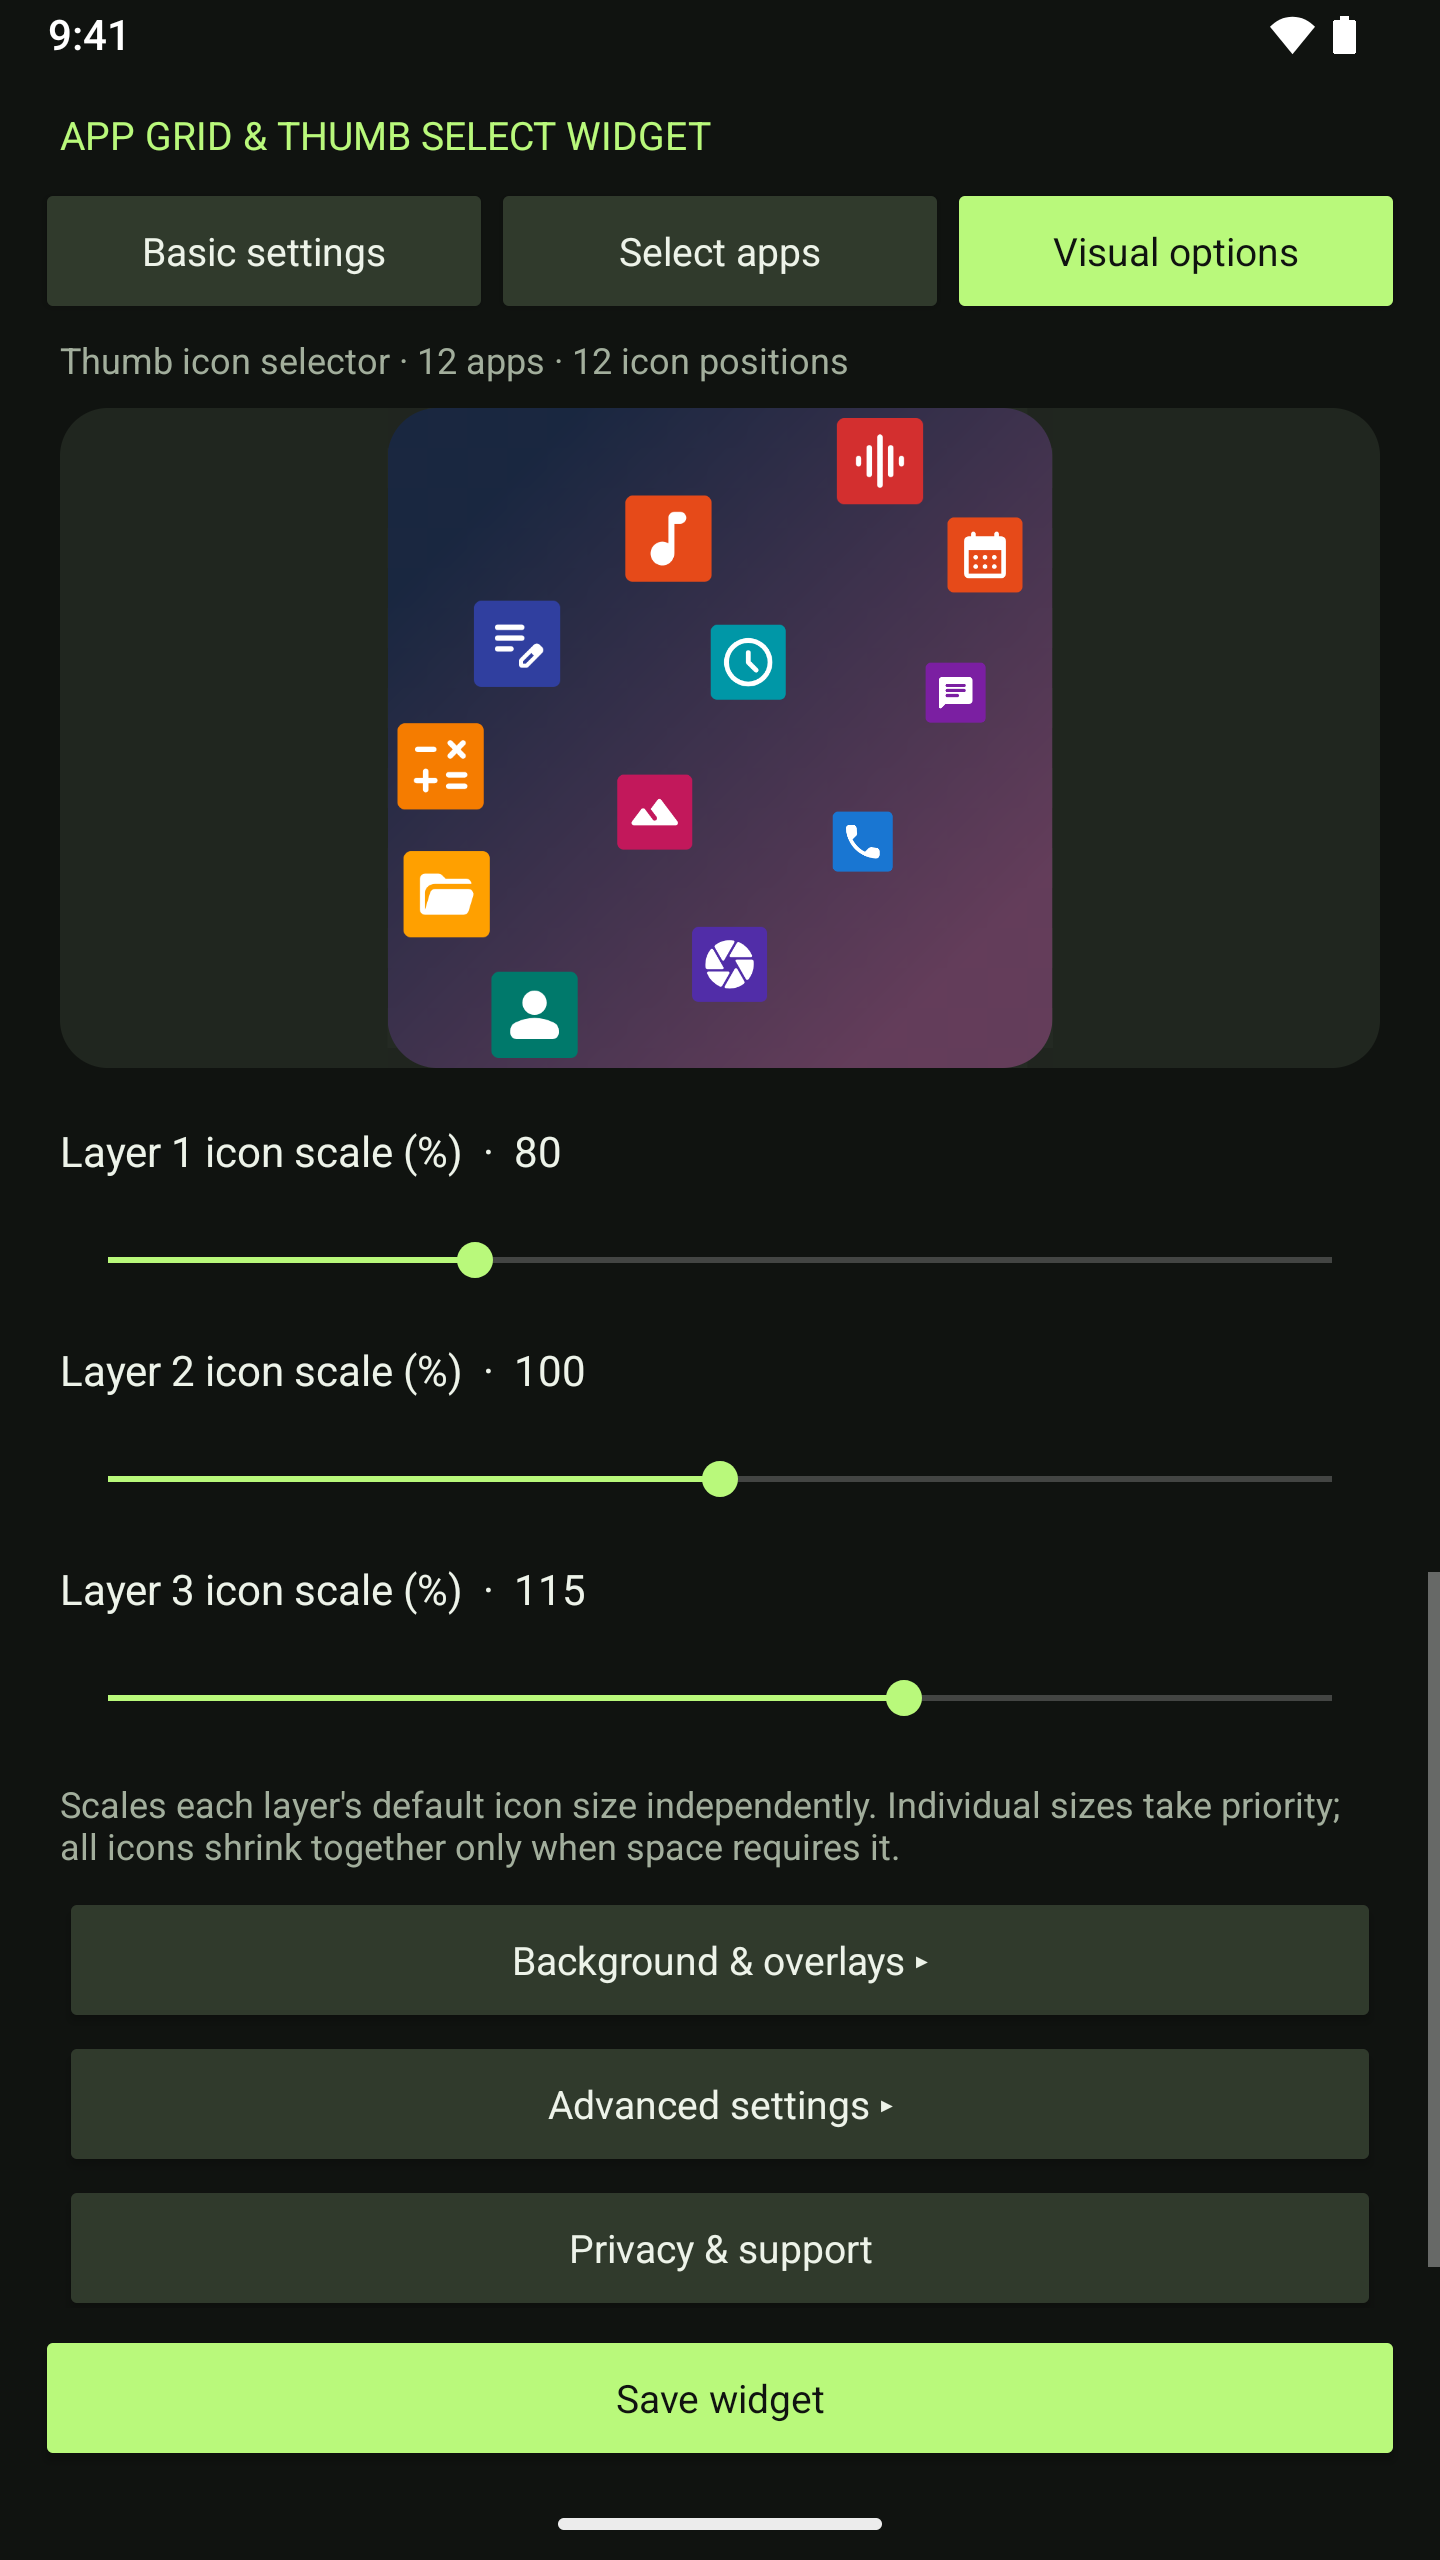 9:41
APP GRID & THUMB SELECT WIDGET
Basic settings
Select apps
Visual options
Thumb icon selector · 12 apps · 12 icon positions
Layer 1 icon scale (%) · 80
Layer 2 icon scale (%) · 100
Layer 3 icon scale (%) · 115
Scales each layer's default icon size independently. Individual sizes take priority;
all icons shrink together only when space requires it.
Background & overlays ▸
Advanced settings ▸
Privacy & support
Save widget